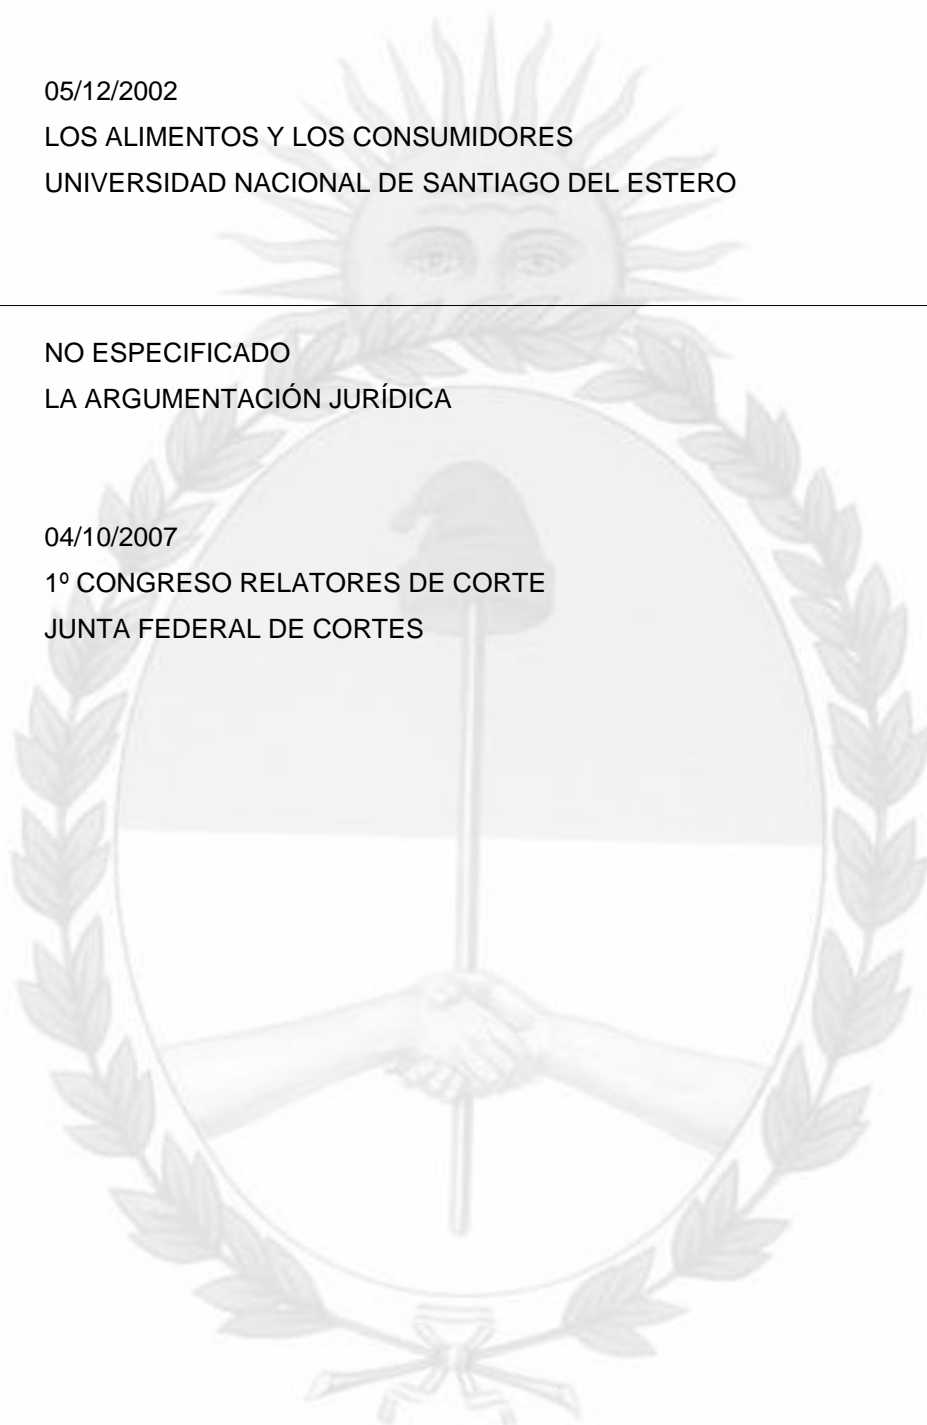 05/12/2002
LOS ALIMENTOS Y LOS CONSUMIDORES
UNIVERSIDAD NACIONAL DE SANTIAGO DEL ESTERO
NO ESPECIFICADO
LA ARGUMENTACIÓN JURÍDICA
04/10/2007
1º CONGRESO RELATORES DE CORTE
JUNTA FEDERAL DE CORTES